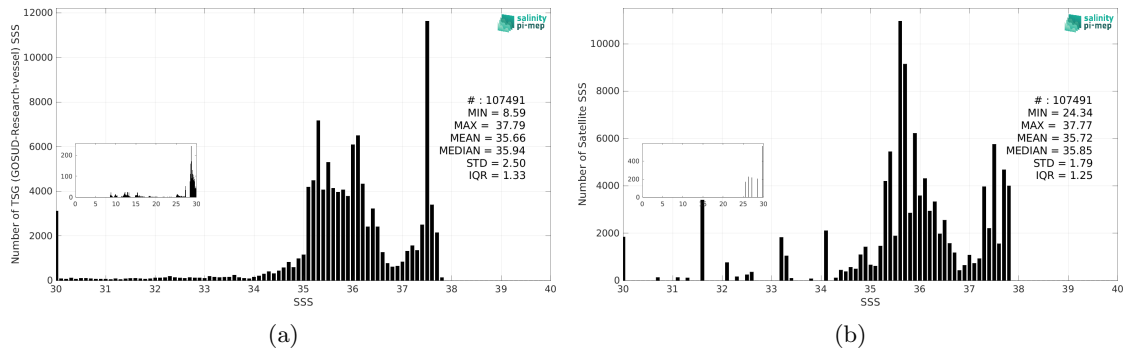 salinity
pi-mep
Number of TSG (GOSUD-Research-vessel) SSS
12000
10000
8000
6000
4000
2000
0
# : 107491
MIN = 8.59
MAX = 37.79
MEAN = 35.66
MEDIAN = 35.94
STD = 2.50
IQR = 1.33
200
100
0
0 5 10 15 20 25 30
30 31 32 33 34 35 36 37 38 39 40
SSS
(a)
salinity
pi-mep
Number of Satellite SSS
10000
8000
6000
4000
2000
0
# : 107491
MIN = 24.34
MAX = 37.77
MEAN = 35.72
MEDIAN = 35.85
STD = 1.79
IQR = 1.25
400
200
0
0 5 10 15 20 25 30
30 31 32 33 34 35 36 37 38 39 40
SSS
(b)